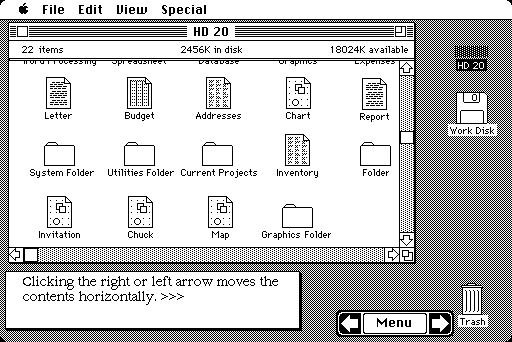 File Edit View Special
HD 20
22 items 2456K in disk 18024K available
Word Processing Spreadsheet Database Graphics Expenses
Letter Budget Addresses Chart Report
System Folder Utilities Folder Current Projects Inventory Folder
Invitation Chuck Map Graphics Folder
HD 20
Work Disk
Trash
Clicking the right or left arrow moves the
contents horizontally. >>>
Menu